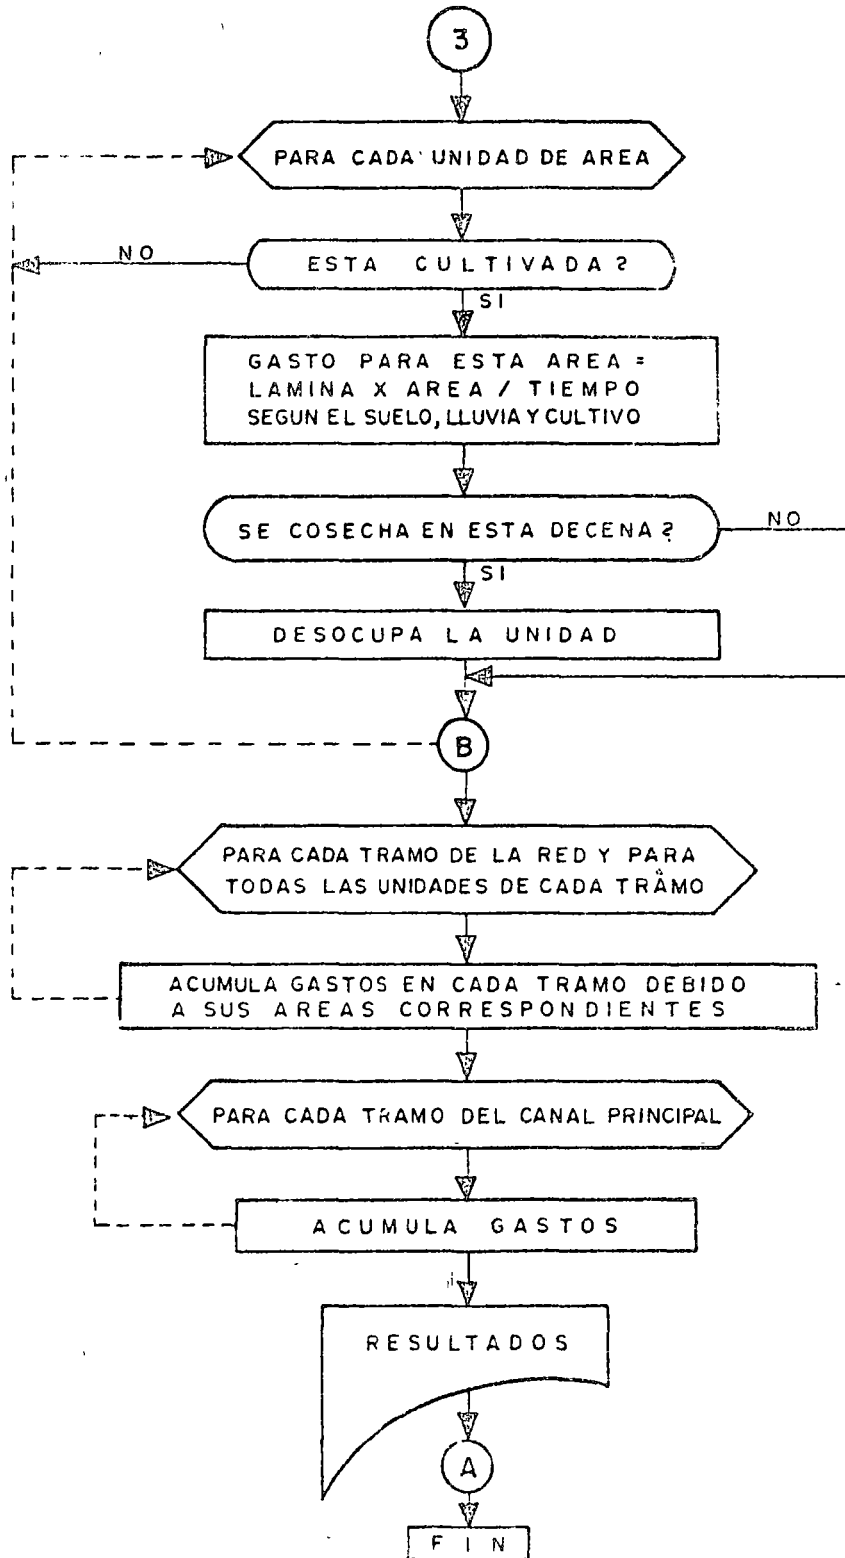 3
PARA CADA UNIDAD DE AREA
NO
ESTA CULTIVADA?
SI
GASTO PARA ESTA AREA =
LAMINA X AREA / TIEMPO
SEGUN EL SUELO, LLUVIA Y CULTIVO
SE COSECHA EN ESTA DECENA?
NO
SI
DESOCUPA LA UNIDAD
B
PARA CADA TRAMO DE LA RED Y PARA
TODAS LAS UNIDADES DE CADA TRAMO
ACUMULA GASTOS EN CADA TRAMO DEBIDO
A SUS AREAS CORRESPONDIENTES
PARA CADA TRAMO DEL CANAL PRINCIPAL
ACUMULA GASTOS
RESULTADOS
A
FIN